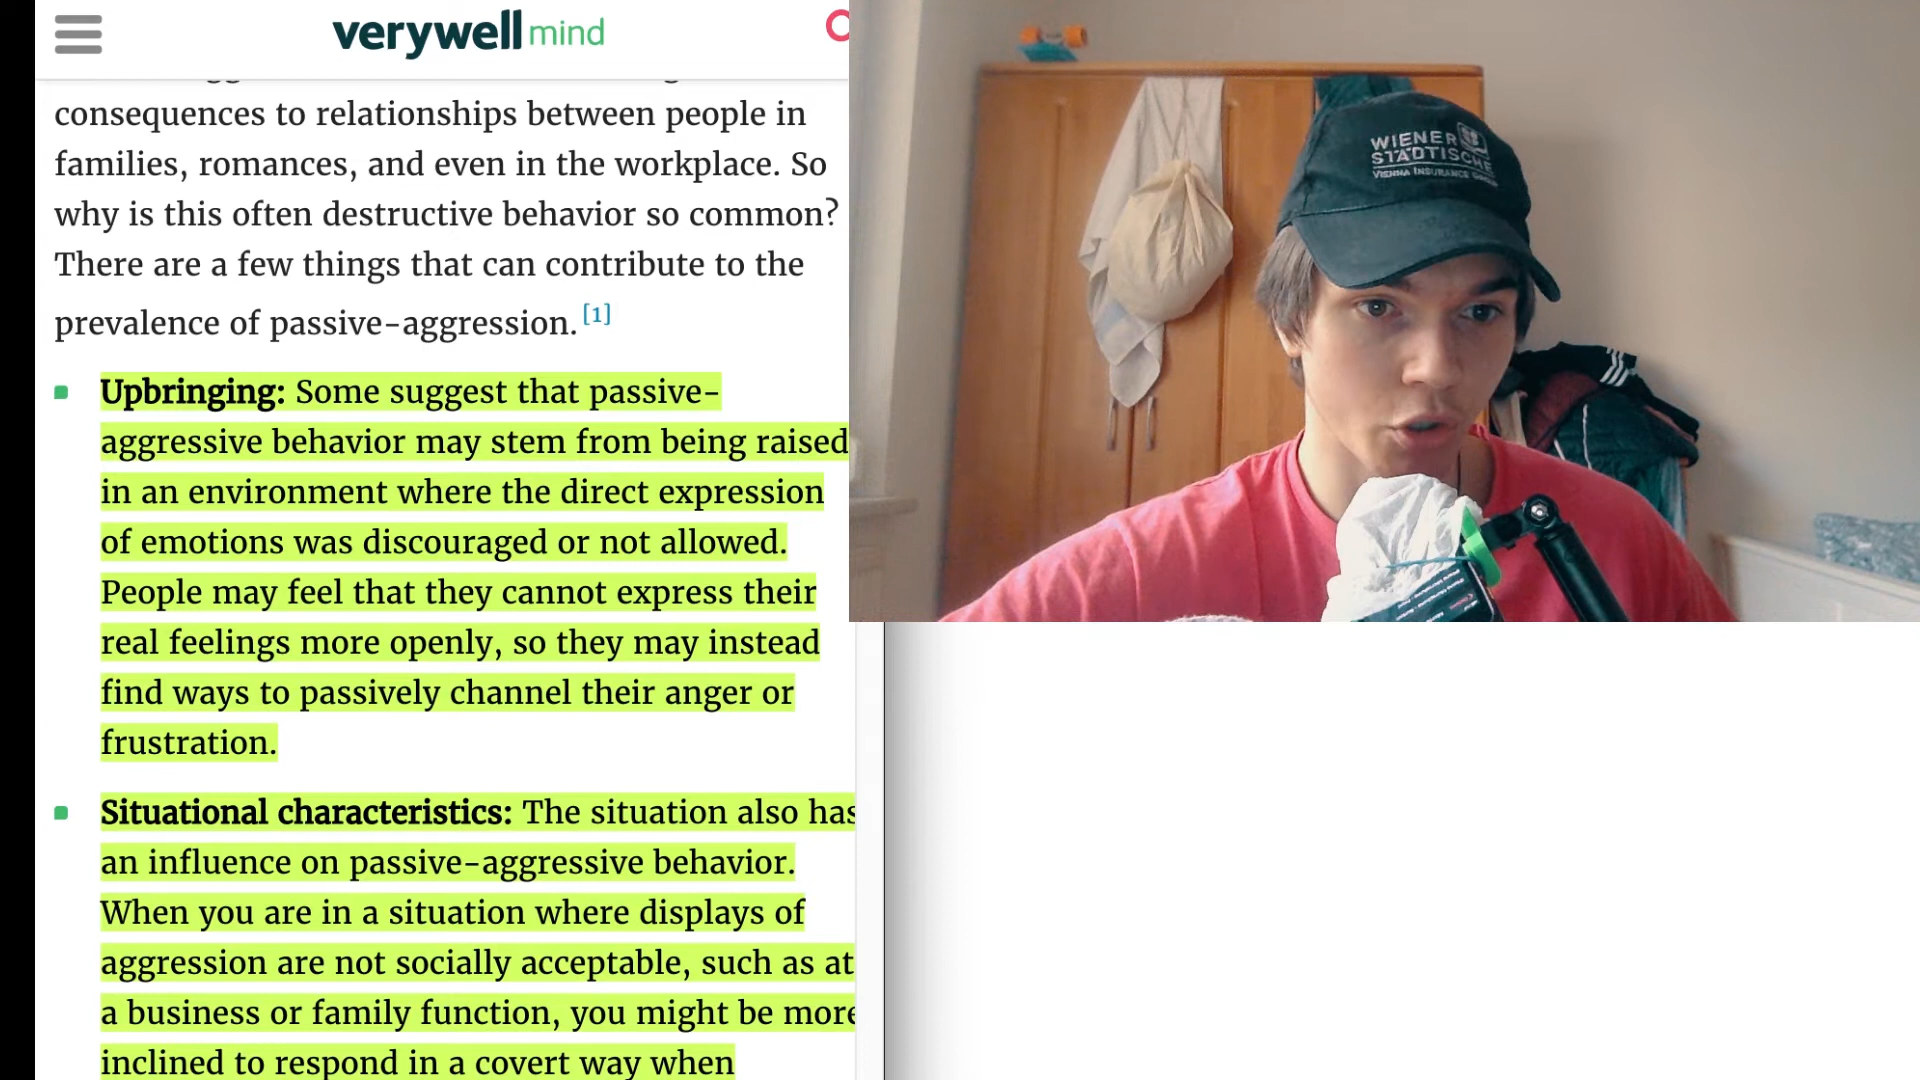 verywell mind
consequences to relationships between people in
families, romances, and even in the workplace. So
why is this often destructive behavior so common?
There are a few things that can contribute to the
prevalence of passive-aggression. [1]
Upbringing: Some suggest that passive-
aggressive behavior may stem from being raised
in an environment where the direct expression
of emotions was discouraged or not allowed.
People may feel that they cannot express their
real feelings more openly, so they may instead
find ways to passively channel their anger or
frustration.
Situational characteristics: The situation also has
an influence on passive-aggressive behavior.
When you are in a situation where displays of
aggression are not socially acceptable, such as at
a business or family function, you might be more
inclined to respond in a covert way when
WIENER
STÄDTISCHE
VIENNA INSURANCE GROUP